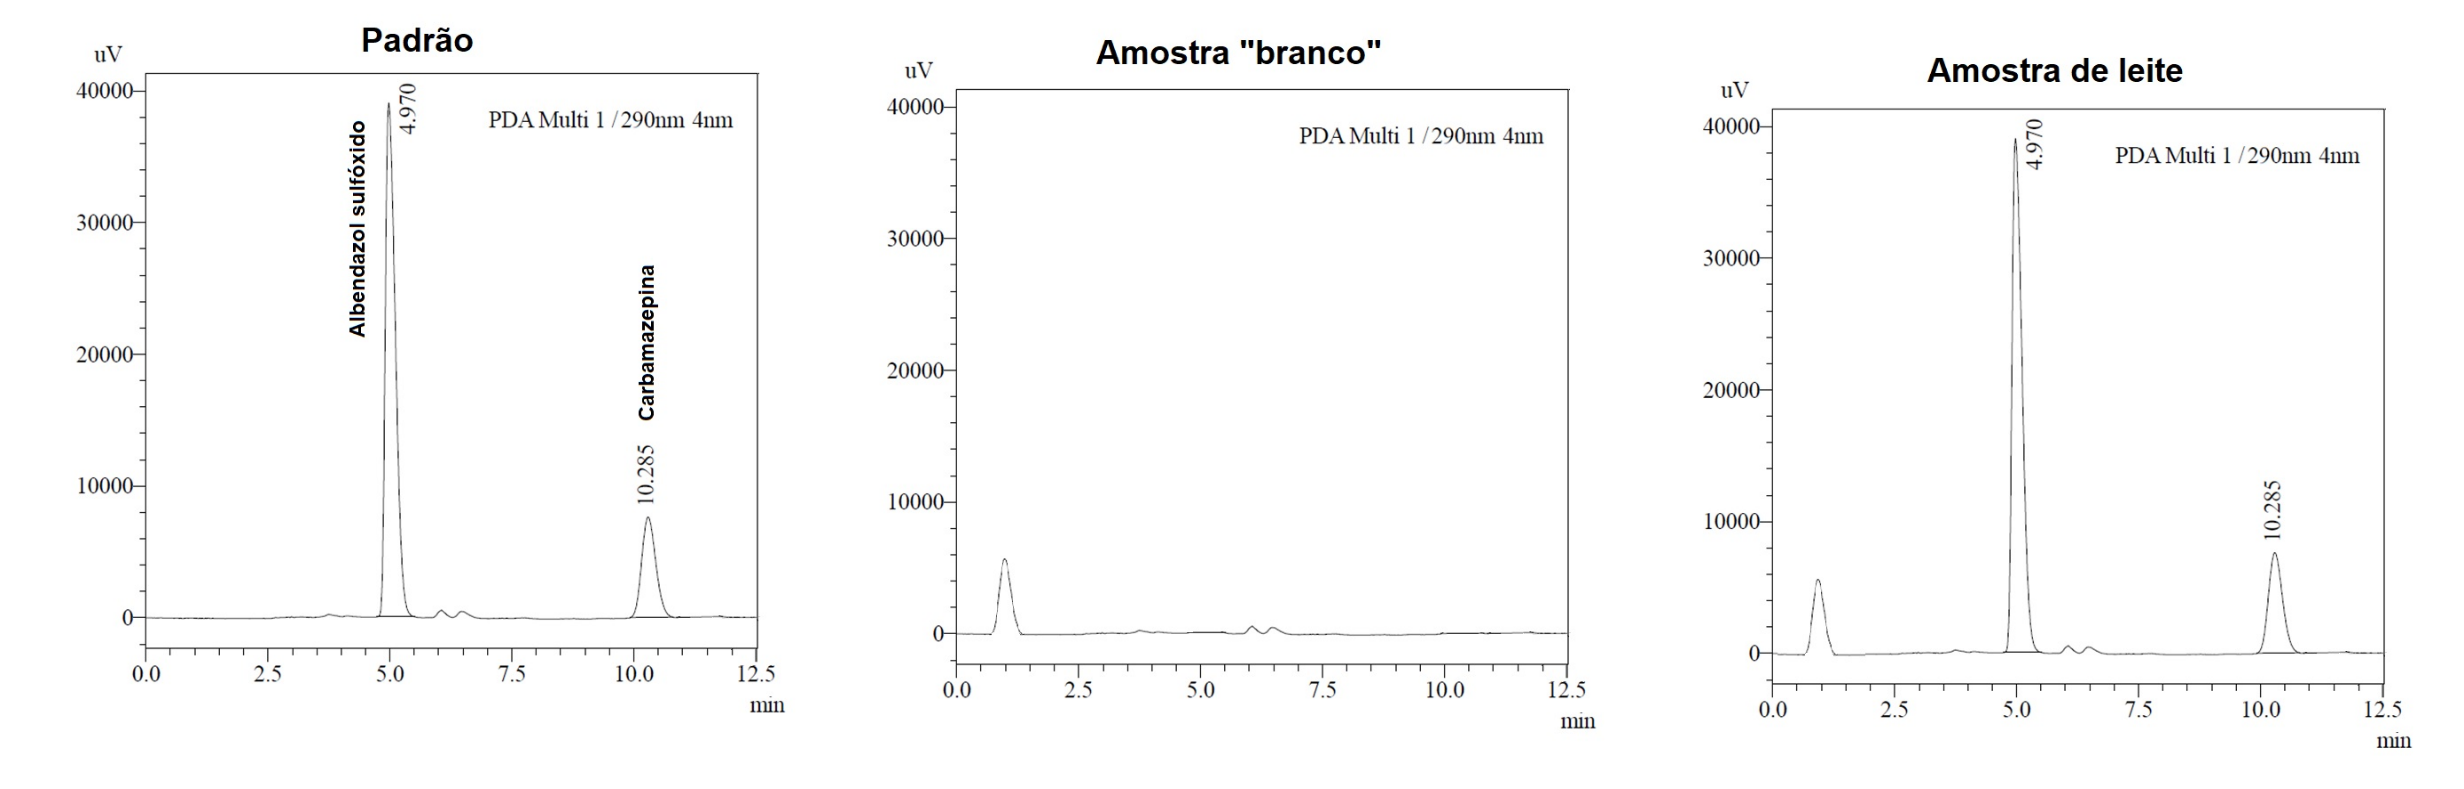 Padrão
uV
40000
30000
20000
10000
0
4.970
PDA Multi 1 /290nm 4nm
Albendazol sulfóxido
Carbamazepina
10.285
0.0 2.5 5.0 7.5 10.0 12.5
min
Amostra "branco"
uV
40000
30000
20000
10000
0
PDA Multi 1 /290nm 4nm
0.0 2.5 5.0 7.5 10.0 12.5
min
Amostra de leite
uV
40000
30000
20000
10000
0
4.970
PDA Multi 1 /290nm 4nm
10.285
0.0 2.5 5.0 7.5 10.0 12.5
min